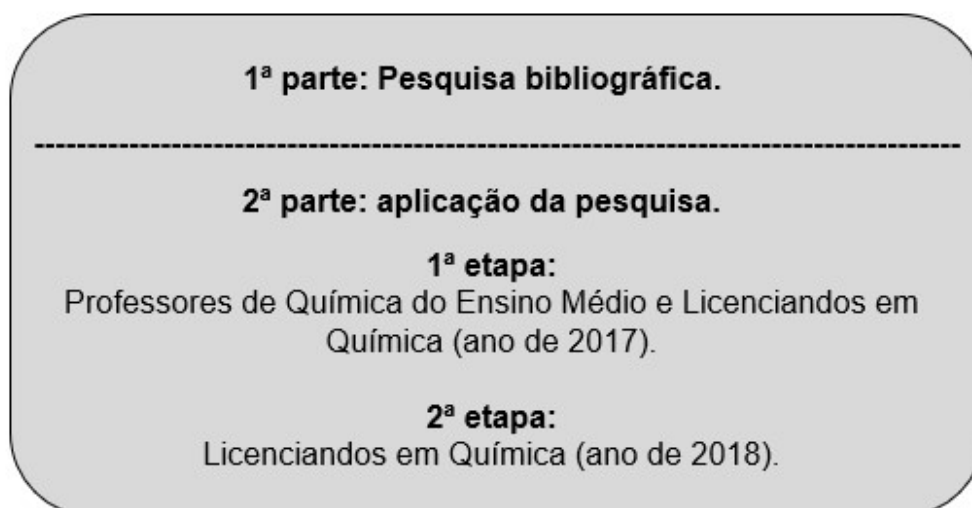 1ª parte: Pesquisa bibliográfica.
2ª parte: aplicação da pesquisa.
1ª etapa:
Professores de Química do Ensino Médio e Licenciandos em
Química (ano de 2017).
2ª etapa:
Licenciandos em Química (ano de 2018).